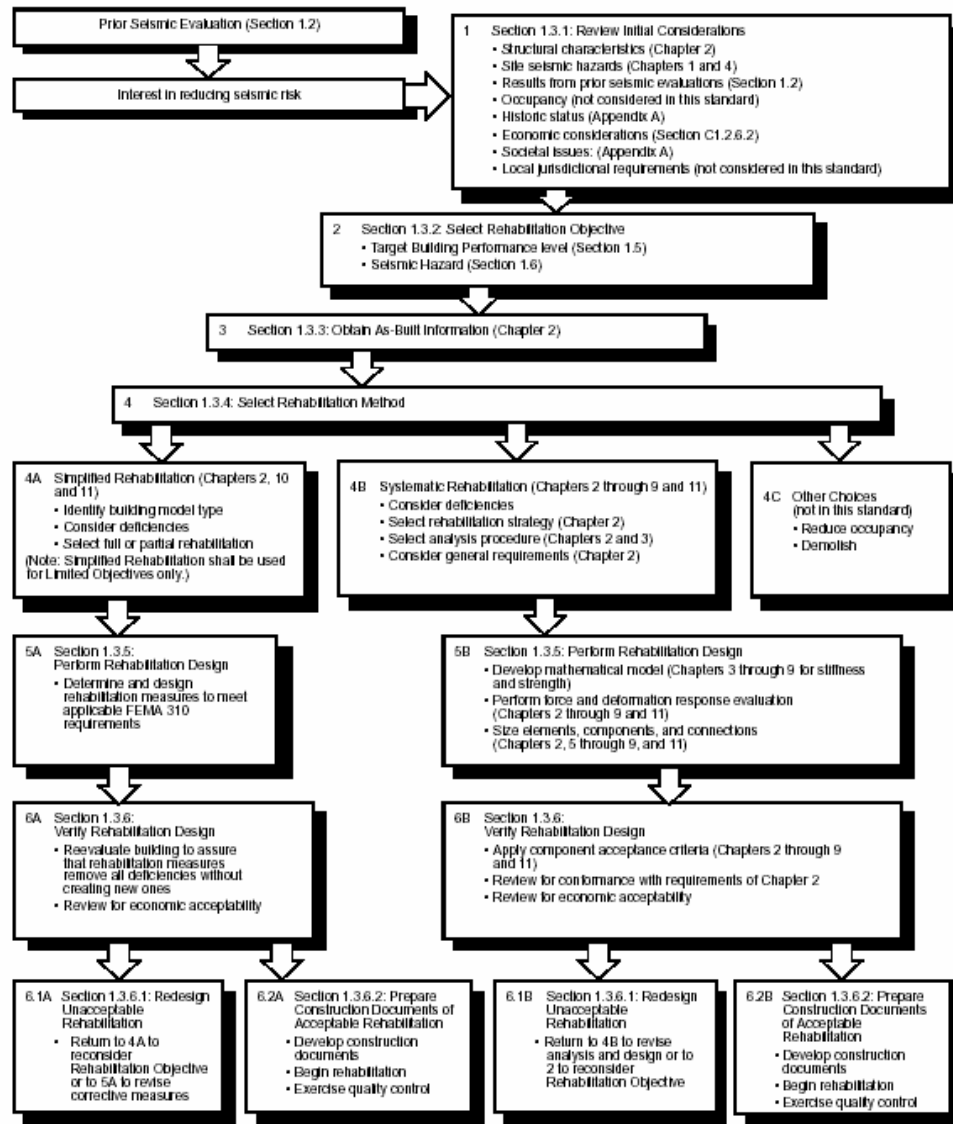 Prior Seismic Evaluation (Section 1.2)
Interest in reducing seismic risk
1 Section 1.3.1: Review Initial Considerations
• Structural characteristics (Chapter 2)
• Site seismic hazards (Chapters 1 and 4)
• Results from prior seismic evaluations (Section 1.2)
• Occupancy (not considered in this standard)
• Historic status (Appendix A)
• Economic considerations (Section C1.2.6.2)
• Societal issues: (Appendix A)
• Local jurisdictional requirements (not considered in this standard)
2 Section 1.3.2: Select Rehabilitation Objective
• Target Building Performance level (Section 1.5)
• Seismic Hazard (Section 1.6)
3 Section 1.3.3: Obtain As-Built Information (Chapter 2)
4 Section 1.3.4: Select Rehabilitation Method
4A Simplified Rehabilitation (Chapters 2, 10
and 11)
• Identify building model type
• Consider deficiencies
• Select full or partial rehabilitation
(Note: Simplified Rehabilitation shall be used
for Limited Objectives only.)
4B Systematic Rehabilitation (Chapters 2 through 9 and 11)
• Consider deficiencies
• Select rehabilitation strategy (Chapter 2)
• Select analysis procedure (Chapters 2 and 3)
• Consider general requirements (Chapter 2)
4C Other Choices
(not in this standard)
• Reduce occupancy
• Demolish
5A Section 1.3.5:
Perform Rehabilitation Design
• Determine and design
rehabilitation measures to meet
applicable FEMA 310
requirements
5B Section 1.3.5: Perform Rehabilitation Design
• Develop mathematical model (Chapters 3 through 9 for stiffness
and strength)
• Perform force and deformation response evaluation
(Chapters 2 through 9 and 11)
• Size elements, components, and connections
(Chapters 2, 5 through 9, and 11)
6A Section 1.3.6:
Verify Rehabilitation Design
• Reevaluate building to assure
that rehabilitation measures
remove all deficiencies without
creating new ones
• Review for economic acceptability
6B Section 1.3.6:
Verify Rehabilitation Design
• Apply component acceptance criteria (Chapters 2 through 9
and 11)
• Review for conformance with requirements of Chapter 2
• Review for economic acceptability
6.1A Section 1.3.6.1: Redesign
Unacceptable
Rehabilitation
• Return to 4A to
reconsider
Rehabilitation Objective
or to 5A to revise
corrective measures
6.2A Section 1.3.6.2: Prepare
Construction Documents of
Acceptable Rehabilitation
• Develop construction
documents
• Begin rehabilitation
• Exercise quality control
6.1B Section 1.3.6.1: Redesign
Unacceptable
Rehabilitation
• Return to 4B to revise
analysis and design or to
2 to reconsider
Rehabilitation Objective
6.2B Section 1.3.6.2: Prepare
Construction Documents
of Acceptable
Rehabilitation
• Develop construction
documents
• Begin rehabilitation
• Exercise quality control